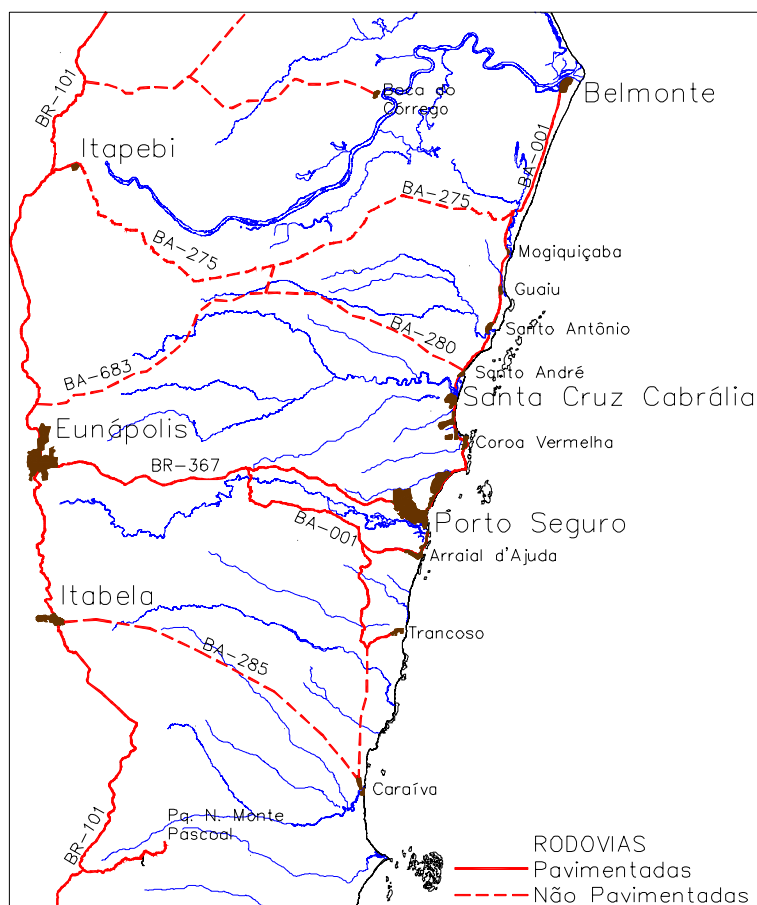 BR-101
Boca do
Córrego
Belmonte
BA-001
Itapebi
BA-275
BA-275
Mogiquiçaba
Guaiu
Santo Antônio
BA-280
BA-683
Santo André
Santa Cruz Cabrália
Eunápolis
Coroa Vermelha
BR-367
BA-001
Porto Seguro
Arraial d'Ajuda
Itabela
Trancoso
BA-285
Caraíva
Pq. N. Monte
Pascoal
BR-101
RODOVIAS
Pavimentadas
Não Pavimentadas